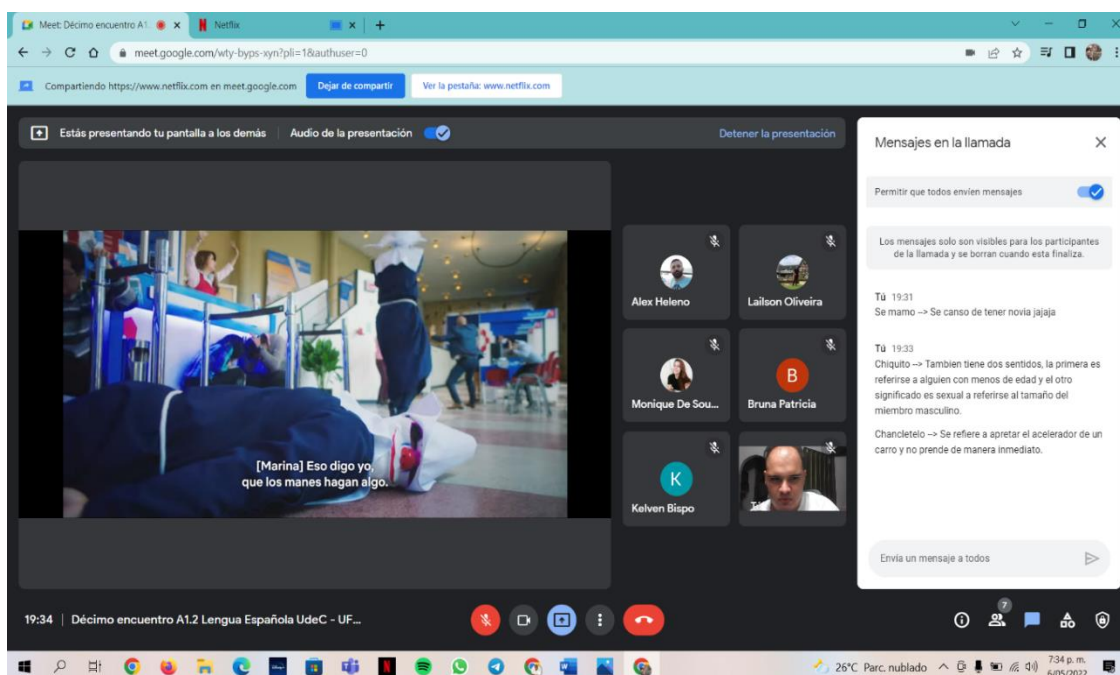 Meet: Décimo encuentro A1.
Netflix
meet.google.com/wty-byps-xyn?pli=1&authuser=0
Compartiendo https://www.netflix.com en meet.google.com
Dejar de compartir
Ver la pestaña: www.netflix.com
Estás presentando tu pantalla a los demás
Audio de la presentación
Detener la presentación
[Marina] Eso digo yo,
que los manes hagan algo.
Alex Heleno
Lailson Oliveira
Monique De Sou...
B
Bruna Patricia
K
Kelven Bispo
Mensajes en la llamada
Permitir que todos envíen mensajes
Los mensajes solo son visibles para los participantes
de la llamada y se borran cuando esta finaliza.
Tú 19:31
Se mamo --> Se canso de tener novia jajaja
Tú 19:33
Chiquito --> Tambien tiene dos sentidos, la primera es
referirse a alguien con menos de edad y el otro
significado es sexual a referirse al tamaño del
miembro masculino.
Chancletelo --> Se refiere a apretar el acelerador de un
carro y no prende de manera inmediato.
Envía un mensaje a todos
19:34 | Décimo encuentro A1.2 Lengua Española UdeC - UF...
7
26°C Parc. nublado
7:34 p. m.
6/05/2022